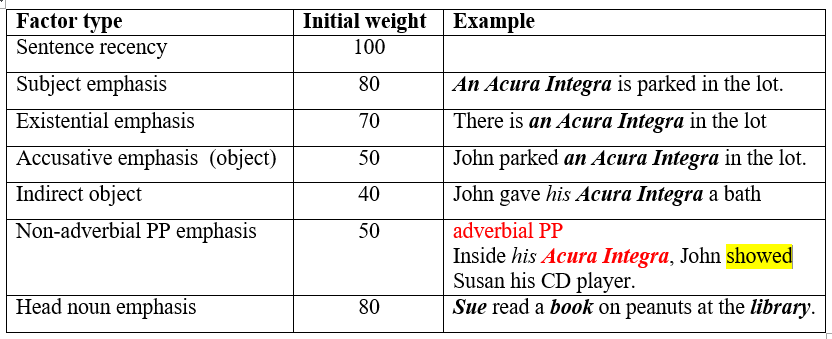 Factor type Initial weight Example
Sentence recency 100
Subject emphasis 80 An Acura Integra is parked in the lot.
Existential emphasis 70 There is an Acura Integra in the lot
Accusative emphasis (object) 50 John parked an Acura Integra in the lot.
Indirect object 40 John gave his Acura Integra a bath
Non-adverbial PP emphasis 50 adverbial PP
Inside his Acura Integra, John showed
Susan his CD player.
Head noun emphasis 80 Sue read a book on peanuts at the library.